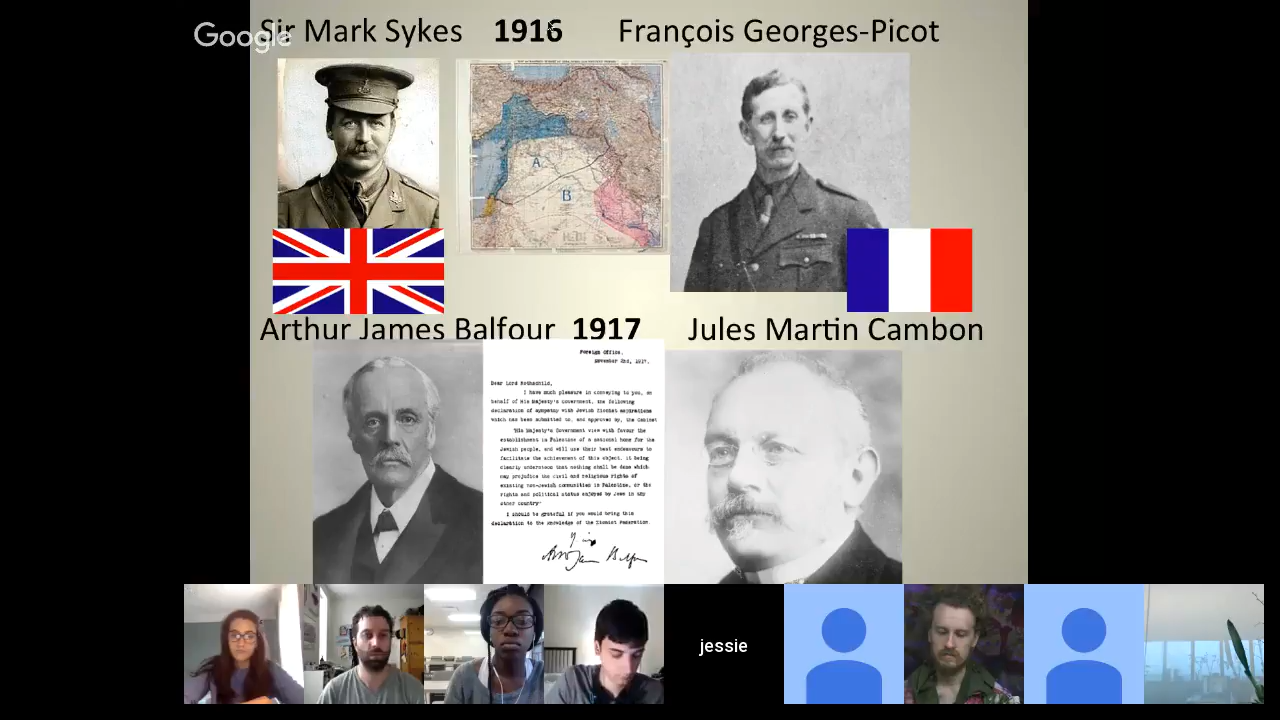 Sir Mark Sykes 1916 François Georges-Picot
Google
A
B
Arthur James Balfour 1917 Jules Martin Cambon
Foreign Office,
November 2nd, 1917.
Dear Lord Rothschild,
I have much pleasure in conveying to you, on
behalf of His Majesty's Government, the following
declaration of sympathy with Jewish Zionist aspirations
which has been submitted to, and approved by, the Cabinet
"His Majesty's Government view with favour the
establishment in Palestine of a national home for the
Jewish people, and will use their best endeavours to
facilitate the achievement of this object, it being
clearly understood that nothing shall be done which
may prejudice the civil and religious rights of
existing non-Jewish communities in Palestine, or the
rights and political status enjoyed by Jews in any
other country"
I should be grateful if you would bring this
declaration to the knowledge of the Zionist Federation.
jessie